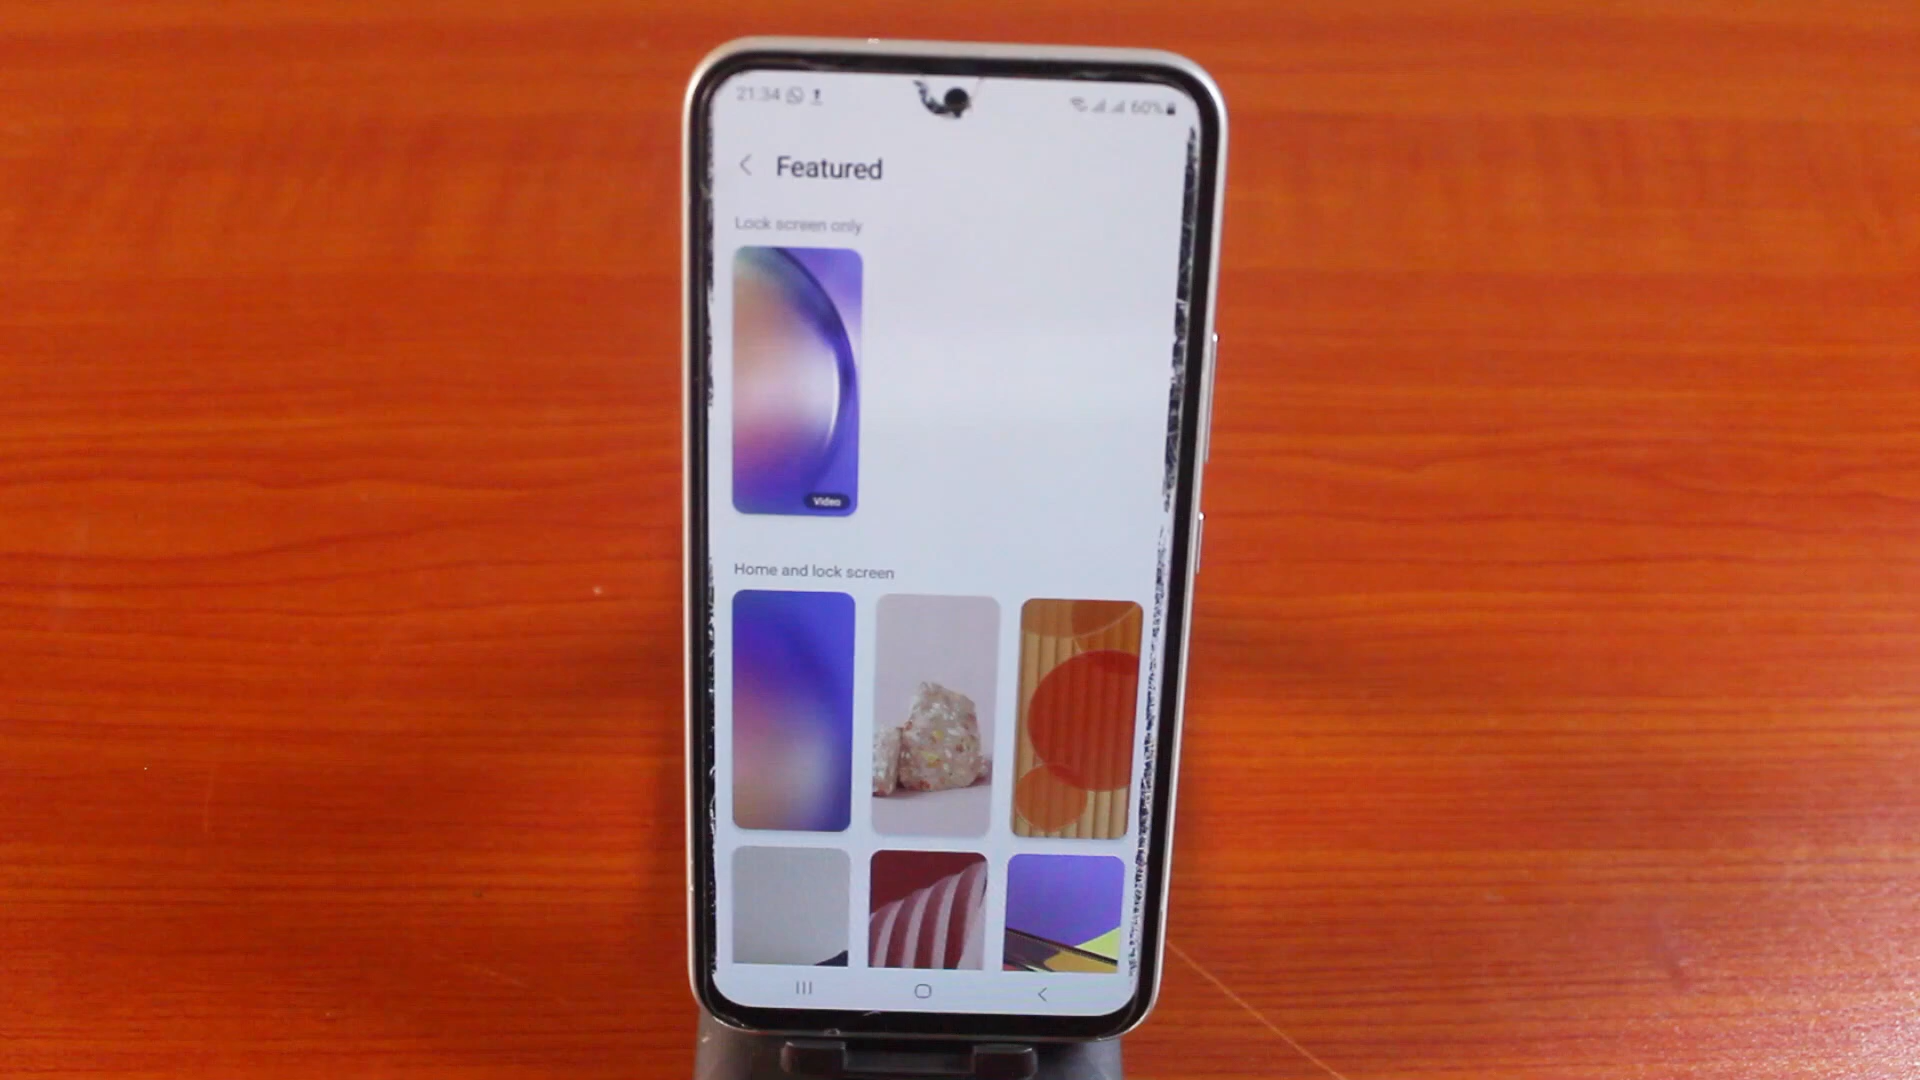 21:34
60%
Featured
Lock screen only
Video
Home and lock screen